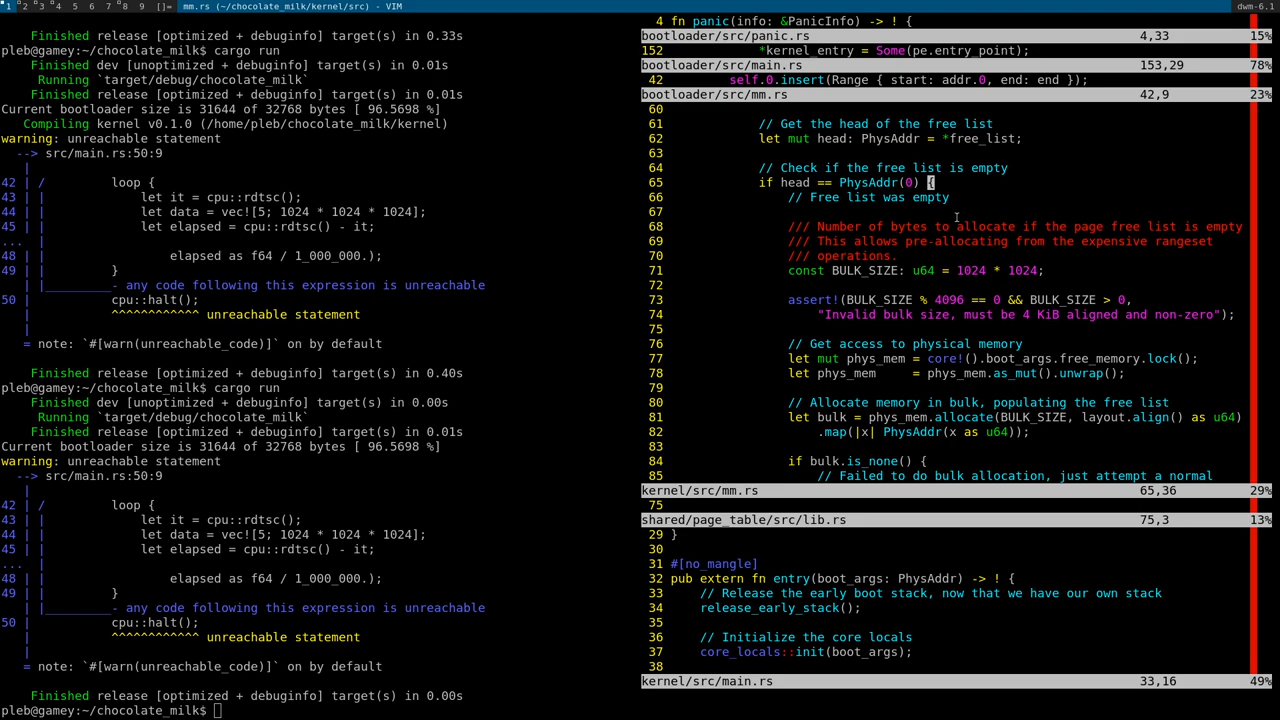 1 2 3 4 5 6 7 8 9 []= mm.rs (~/chocolate_milk/kernel/src) - VIM dwm-6.1
    Finished release [optimized + debuginfo] target(s) in 0.33s
pleb@gamey:~/chocolate_milk$ cargo run
    Finished dev [unoptimized + debuginfo] target(s) in 0.01s
     Running `target/debug/chocolate_milk`
    Finished release [optimized + debuginfo] target(s) in 0.01s
Current bootloader size is 31644 of 32768 bytes [ 96.5698 %]
   Compiling kernel v0.1.0 (/home/pleb/chocolate_milk/kernel)
warning: unreachable statement
  --> src/main.rs:50:9
   |
42 | /         loop {
43 | |             let it = cpu::rdtsc();
44 | |             let data = vec![5; 1024 * 1024 * 1024];
45 | |             let elapsed = cpu::rdtsc() - it;
...  |
48 | |                 elapsed as f64 / 1_000_000.);
49 | |         }
   | |_________- any code following this expression is unreachable
50 |           cpu::halt();
   |           ^^^^^^^^^^^^ unreachable statement
   |
   = note: `#[warn(unreachable_code)]` on by default
    Finished release [optimized + debuginfo] target(s) in 0.40s
pleb@gamey:~/chocolate_milk$ cargo run
    Finished dev [unoptimized + debuginfo] target(s) in 0.00s
     Running `target/debug/chocolate_milk`
    Finished release [optimized + debuginfo] target(s) in 0.01s
Current bootloader size is 31644 of 32768 bytes [ 96.5698 %]
warning: unreachable statement
  --> src/main.rs:50:9
   |
42 | /         loop {
43 | |             let it = cpu::rdtsc();
44 | |             let data = vec![5; 1024 * 1024 * 1024];
45 | |             let elapsed = cpu::rdtsc() - it;
...  |
48 | |                 elapsed as f64 / 1_000_000.);
49 | |         }
   | |_________- any code following this expression is unreachable
50 |           cpu::halt();
   |           ^^^^^^^^^^^^ unreachable statement
   |
   = note: `#[warn(unreachable_code)]` on by default
    Finished release [optimized + debuginfo] target(s) in 0.00s
pleb@gamey:~/chocolate_milk$
  4 fn panic(info: &PanicInfo) -> ! {
bootloader/src/panic.rs 4,33 15%
152             *kernel_entry = Some(pe.entry_point);
bootloader/src/main.rs 153,29 78%
 42         self.0.insert(Range { start: addr.0, end: end });
bootloader/src/mm.rs 42,9 23%
 60
 61             // Get the head of the free list
 62             let mut head: PhysAddr = *free_list;
 63
 64             // Check if the free list is empty
 65             if head == PhysAddr(0) {
 66                 // Free list was empty
 67
 68                 /// Number of bytes to allocate if the page free list is empty
 69                 /// This allows pre-allocating from the expensive rangeset
 70                 /// operations.
 71                 const BULK_SIZE: u64 = 1024 * 1024;
 72
 73                 assert!(BULK_SIZE % 4096 == 0 && BULK_SIZE > 0,
 74                     "Invalid bulk size, must be 4 KiB aligned and non-zero");
 75
 76                 // Get access to physical memory
 77                 let mut phys_mem = core!().boot_args.free_memory.lock();
 78                 let phys_mem     = phys_mem.as_mut().unwrap();
 79
 80                 // Allocate memory in bulk, populating the free list
 81                 let bulk = phys_mem.allocate(BULK_SIZE, layout.align() as u64)
 82                     .map(|x| PhysAddr(x as u64));
 83
 84                 if bulk.is_none() {
 85                     // Failed to do bulk allocation, just attempt a normal
kernel/src/mm.rs 65,36 29%
 75
shared/page_table/src/lib.rs 75,3 13%
 29 }
 30
 31 #[no_mangle]
 32 pub extern fn entry(boot_args: PhysAddr) -> ! {
 33     // Release the early boot stack, now that we have our own stack
 34     release_early_stack();
 35
 36     // Initialize the core locals
 37     core_locals::init(boot_args);
 38
kernel/src/main.rs 33,16 49%